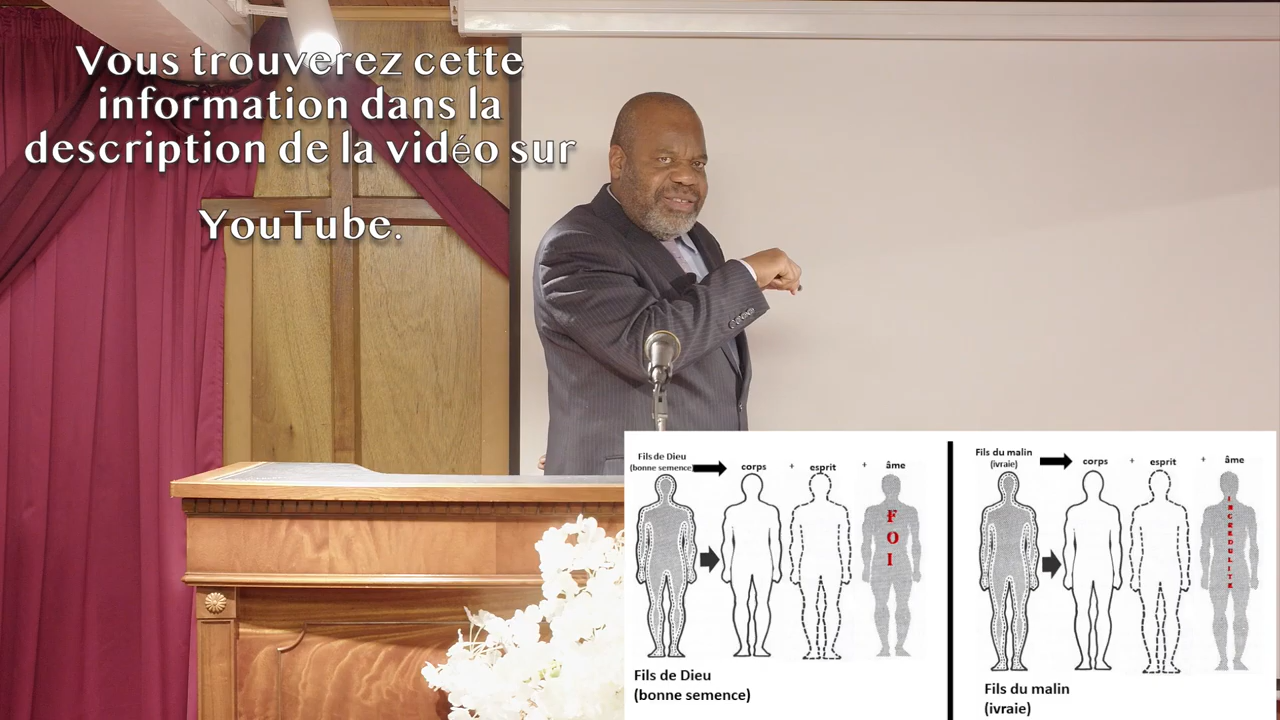 Vous trouverez cette
information dans la
description de la vidéo sur
YouTube.
Fils de Dieu
(bonne semence)
corps + esprit + âme
FOI
Fils de Dieu
(bonne semence)
Fils du malin
(ivraie)
corps + esprit + âme
INCREDULITE
Fils du malin
(ivraie)